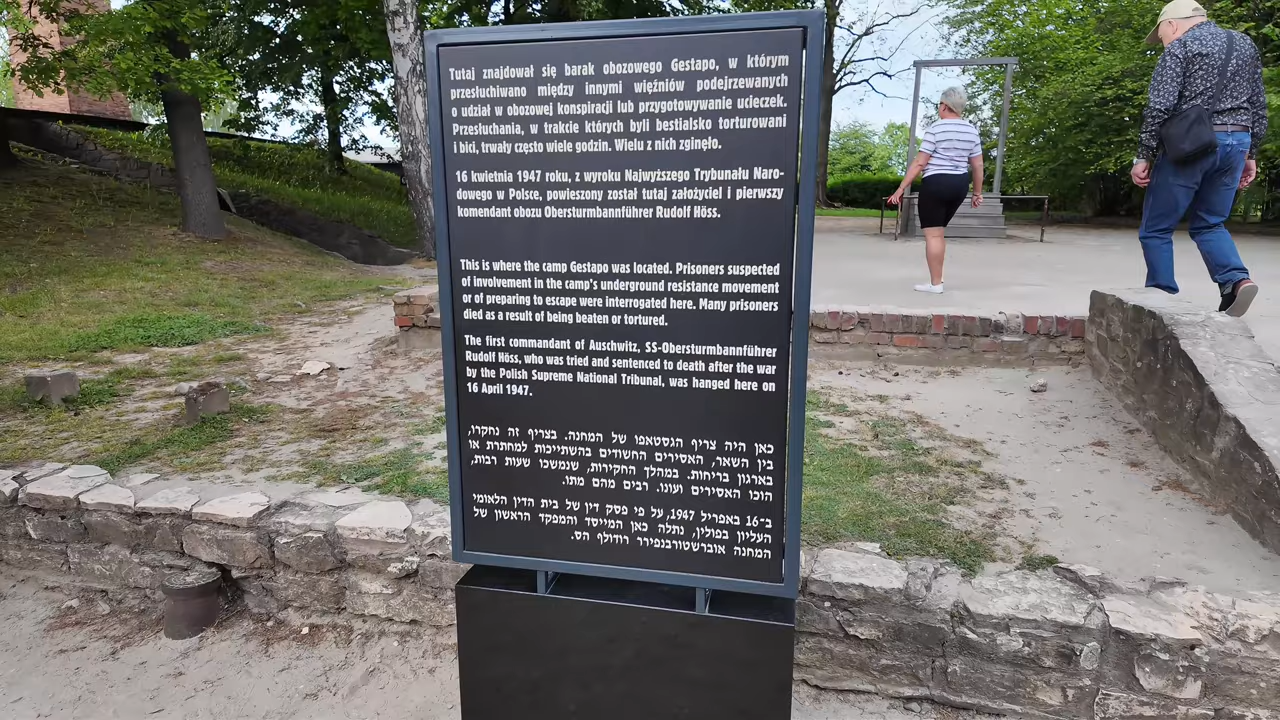 Tutaj znajdował się barak obozowego Gestapo, w którym
przesłuchiwano między innymi więźniów podejrzewanych
o udział w obozowej konspiracji lub przygotowywanie ucieczek.
Przesłuchania, w trakcie których byli bestialsko torturowani
i bici, trwały często wiele godzin. Wielu z nich zginęło.
16 kwietnia 1947 roku, z wyroku Najwyższego Trybunału Naro-
dowego w Polsce, powieszony został tutaj założyciel i pierwszy
komendant obozu Obersturmbannführer Rudolf Höss.
This is where the camp Gestapo was located. Prisoners suspected
of involvement in the camp's underground resistance movement
or of preparing to escape were interrogated here. Many prisoners
died as a result of being beaten or tortured.
The first commandant of Auschwitz, SS-Obersturmbannführer
Rudolf Höss, who was tried and sentenced to death after the war
by the Polish Supreme National Tribunal, was hanged here on
16 April 1947.
כאן היה צריף הגסטאפו של המחנה. בצריף זה נחקרו,
בין השאר, האסירים החשודים בהשתייכות למחתרת או
בארגון בריחות. במהלך החקירות, שנמשכו שעות רבות,
הוכו האסירים ועונו. רבים מהם מתו.
ב-16 באפריל 1947, על פי פסק דין של בית הדין הלאומי
העליון בפולין, נתלה כאן המייסד והמפקד הראשון של
המחנה אוברשטורבנפירר רודולף הס.